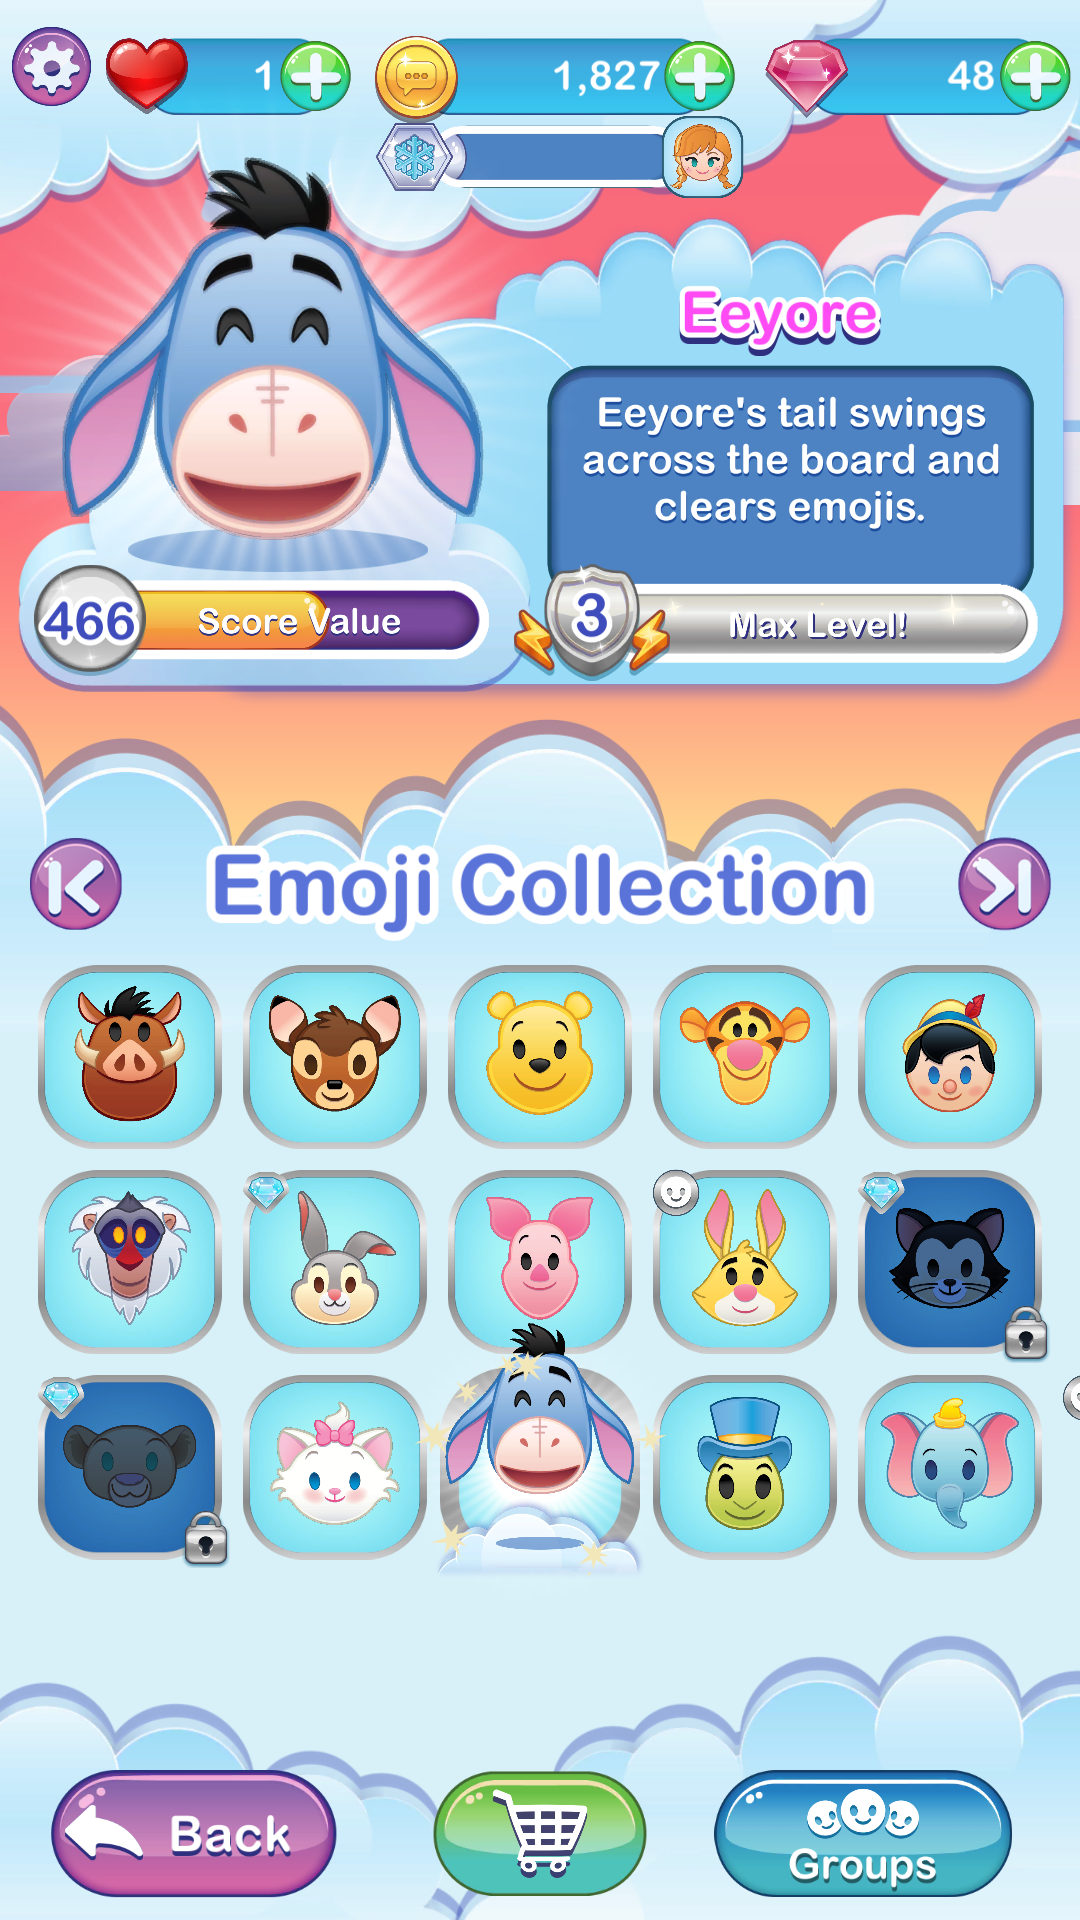 1
1,827
48
Eeyore
Eeyore's tail swings
across the board and
clears emojis.
466
Score Value
3
Max Level!
Emoji Collection
Back
Groups